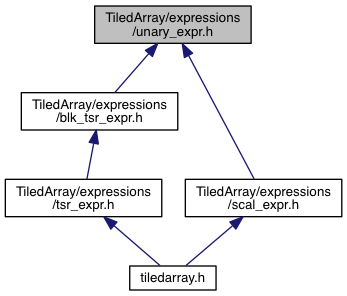 TiledArray/expressions
/unary_expr.h
TiledArray/expressions
/blk_tsr_expr.h
TiledArray/expressions
/tsr_expr.h
TiledArray/expressions
/scal_expr.h
tiledarray.h